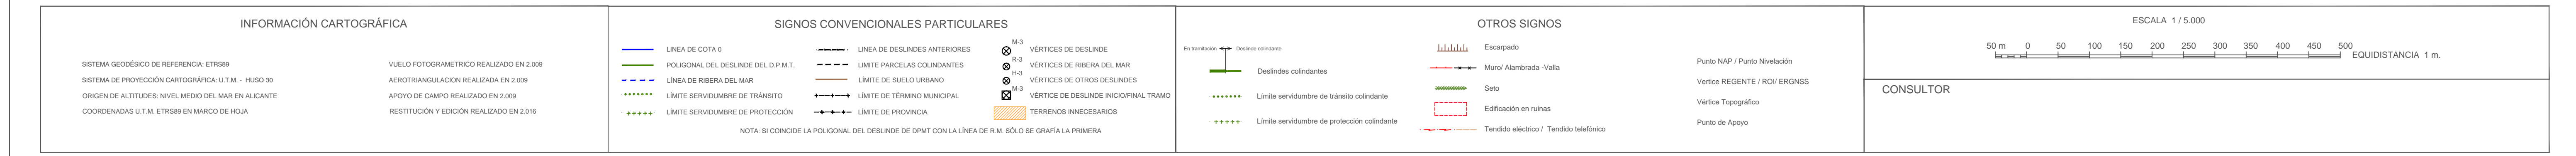 INFORMACIÓN CARTOGRÁFICA
SISTEMA GEODÉSICO DE REFERENCIA: ETRS89
SISTEMA DE PROYECCIÓN CARTOGRÁFICA: U.T.M. - HUSO 30
ORIGEN DE ALTITUDES: NIVEL MEDIO DEL MAR EN ALICANTE
COORDENADAS U.T.M. ETRS89 EN MARCO DE HOJA
VUELO FOTOGRAMETRICO REALIZADO EN 2.009
AEROTRIANGULACION REALIZADA EN 2.009
APOYO DE CAMPO REALIZADO EN 2.009
RESTITUCIÓN Y EDICIÓN REALIZADO EN 2.016
SIGNOS CONVENCIONALES PARTICULARES
LINEA DE COTA 0
POLIGONAL DEL DESLINDE DEL D.P.M.T.
LÍNEA DE RIBERA DEL MAR
LÍMITE SERVIDUMBRE DE TRÁNSITO
LÍMITE SERVIDUMBRE DE PROTECCIÓN
LINEA DE DESLINDES ANTERIORES
LIMITE PARCELAS COLINDANTES
LÍMITE DE SUELO URBANO
LÍMITE DE TÉRMINO MUNICIPAL
LÍMITE DE PROVINCIA
M-3
VÉRTICES DE DESLINDE
R-3
VÉRTICES DE RIBERA DEL MAR
H-3
VÉRTICES DE OTROS DESLINDES
M-3
VÉRTICE DE DESLINDE INICIO/FINAL TRAMO
TERRENOS INNECESARIOS
NOTA: SI COINCIDE LA POLIGONAL DEL DESLINDE DE DPMT CON LA LÍNEA DE R.M. SÓLO SE GRAFÍA LA PRIMERA
OTROS SIGNOS
En tramitación
Deslinde colindante
Deslindes colindantes
Límite servidumbre de tránsito colindante
Límite servidumbre de protección colindante
Escarpado
Muro/ Alambrada -Valla
Seto
Edificación en ruinas
Tendido eléctrico / Tendido telefónico
Punto NAP / Punto Nivelación
Vertice REGENTE / ROI/ ERGNSS
Vértice Topográfico
Punto de Apoyo
ESCALA 1 / 5.000
50 m 0 50 100 150 200 250 300 350 400 450 500
EQUIDISTANCIA 1 m.
CONSULTOR